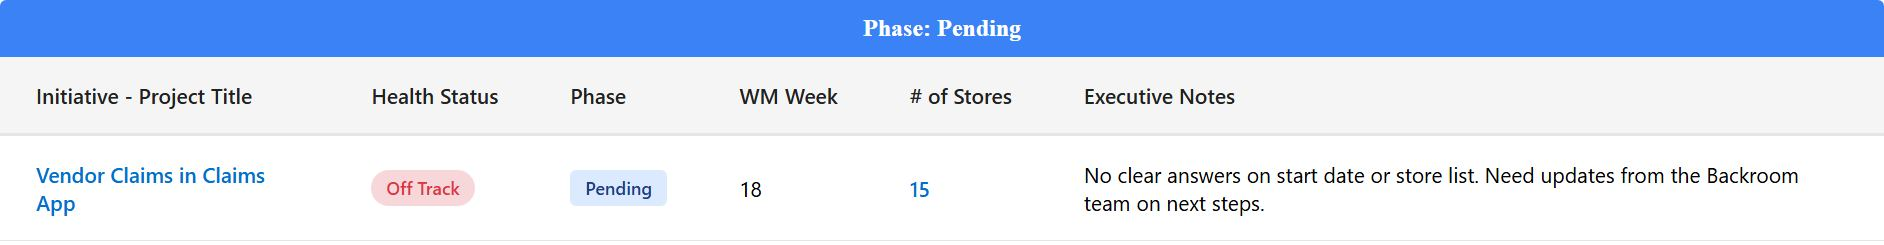 Phase: Pending
Initiative - Project Title Health Status Phase WM Week # of Stores Executive Notes
Vendor Claims in Claims App Off Track Pending 18 15 No clear answers on start date or store list. Need updates from the Backroom team on next steps.